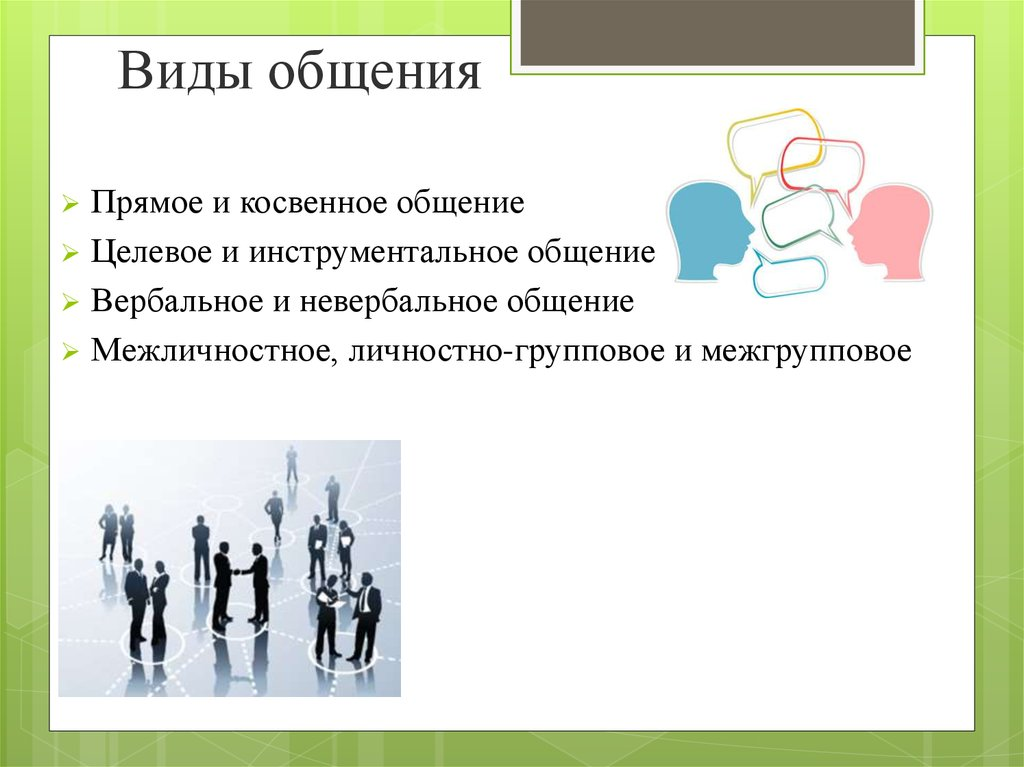 Виды общения
Прямое и косвенное общение
Целевое и инструментальное общение
Вербальное и невербальное общение
Межличностное, личностно-групповое и межгрупповое